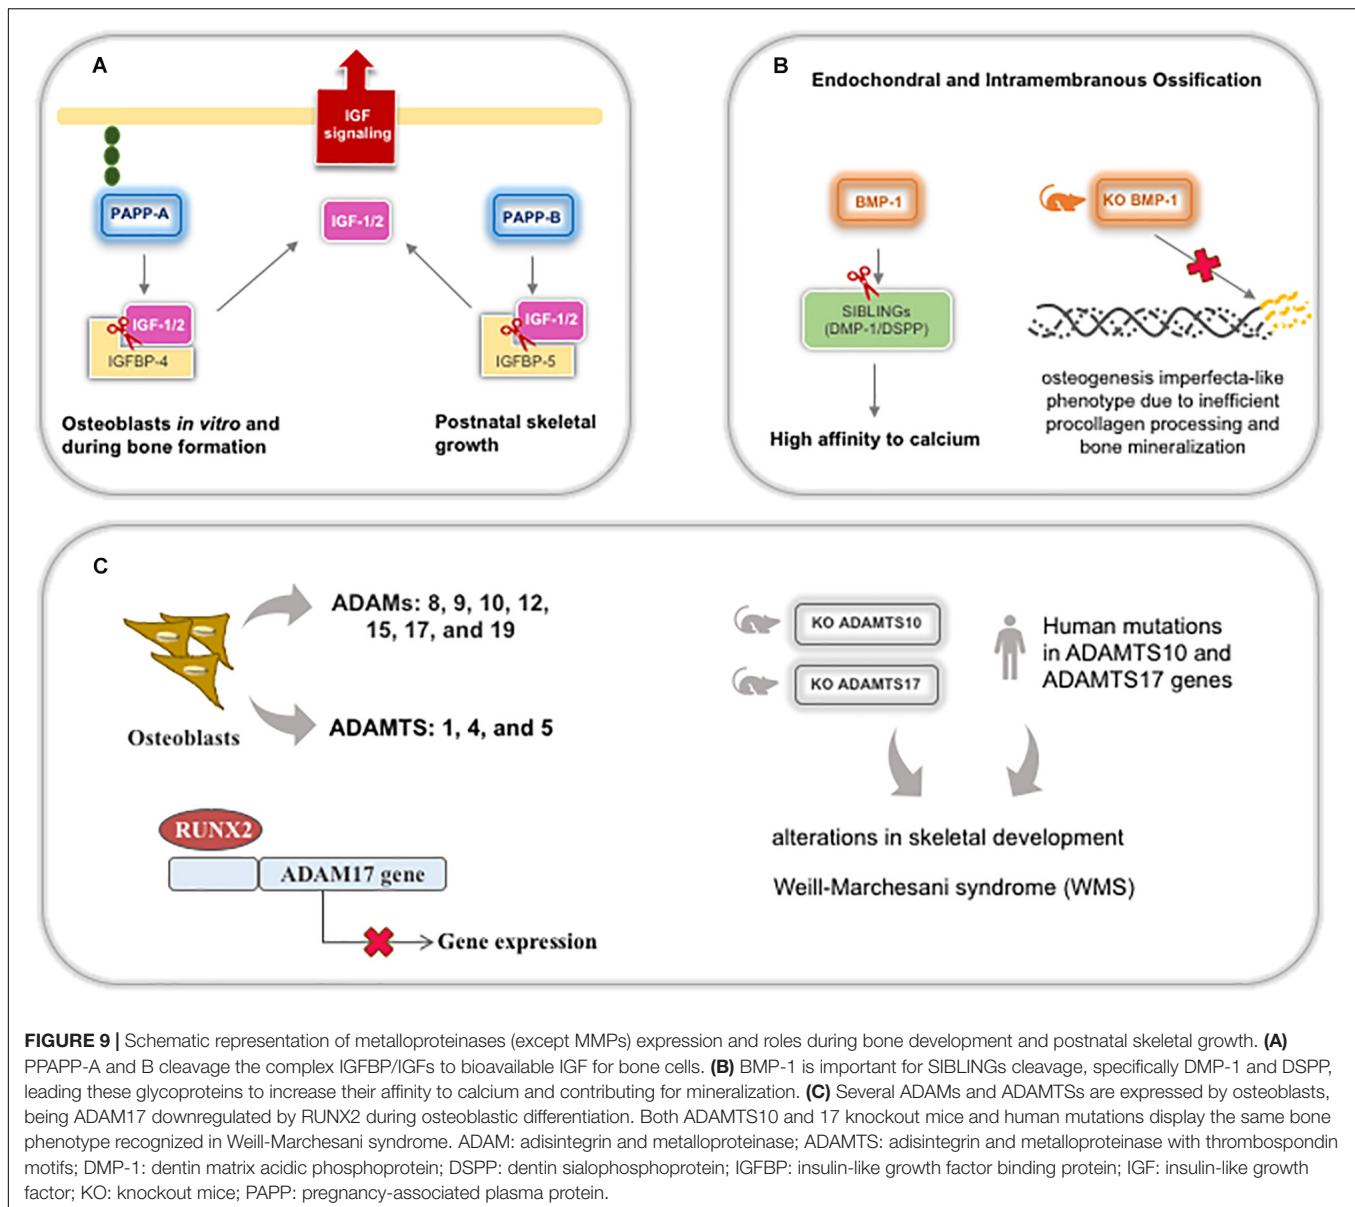 A
IGF
signaling
PAPP-A
IGF-1/2
PAPP-B
IGF-1/2
IGFBP-4
IGF-1/2
IGFBP-5
Osteoblasts in vitro and
during bone formation
Postnatal skeletal
growth
B
Endochondral and Intramembranous Ossification
BMP-1
KO BMP-1
SIBLINGs
(DMP-1/DSPP)
High affinity to calcium
osteogenesis imperfecta-like
phenotype due to inefficient
procollagen processing and
bone mineralization
C
ADAMs: 8, 9, 10, 12,
15, 17, and 19
Osteoblasts
ADAMTS: 1, 4, and 5
RUNX2
ADAM17 gene
Gene expression
KO ADAMTS10
KO ADAMTS17
Human mutations
in ADAMTS10 and
ADAMTS17 genes
alterations in skeletal development
Weill-Marchesani syndrome (WMS)
FIGURE 9 | Schematic representation of metalloproteinases (except MMPs) expression and roles during bone development and postnatal skeletal growth. (A)
PPAPP-A and B cleavage the complex IGFBP/IGFs to bioavailable IGF for bone cells. (B) BMP-1 is important for SIBLINGs cleavage, specifically DMP-1 and DSPP,
leading these glycoproteins to increase their affinity to calcium and contributing for mineralization. (C) Several ADAMs and ADAMTSs are expressed by osteoblasts,
being ADAM17 downregulated by RUNX2 during osteoblastic differentiation. Both ADAMTS10 and 17 knockout mice and human mutations display the same bone
phenotype recognized in Weill-Marchesani syndrome. ADAM: adisintegrin and metalloproteinase; ADAMTS: adisintegrin and metalloproteinase with thrombospondin
motifs; DMP-1: dentin matrix acidic phosphoprotein; DSPP: dentin sialophosphoprotein; IGFBP: insulin-like growth factor binding protein; IGF: insulin-like growth
factor; KO: knockout mice; PAPP: pregnancy-associated plasma protein.